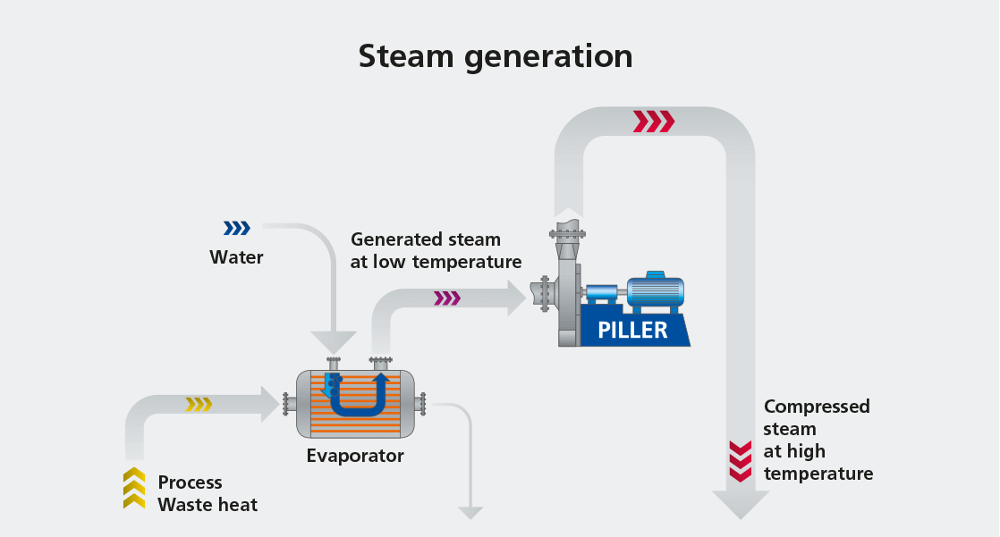 Steam generation
Water
Generated steam
at low temperature
PILLER
Evaporator
Process
Waste heat
Compressed
steam
at high
temperature